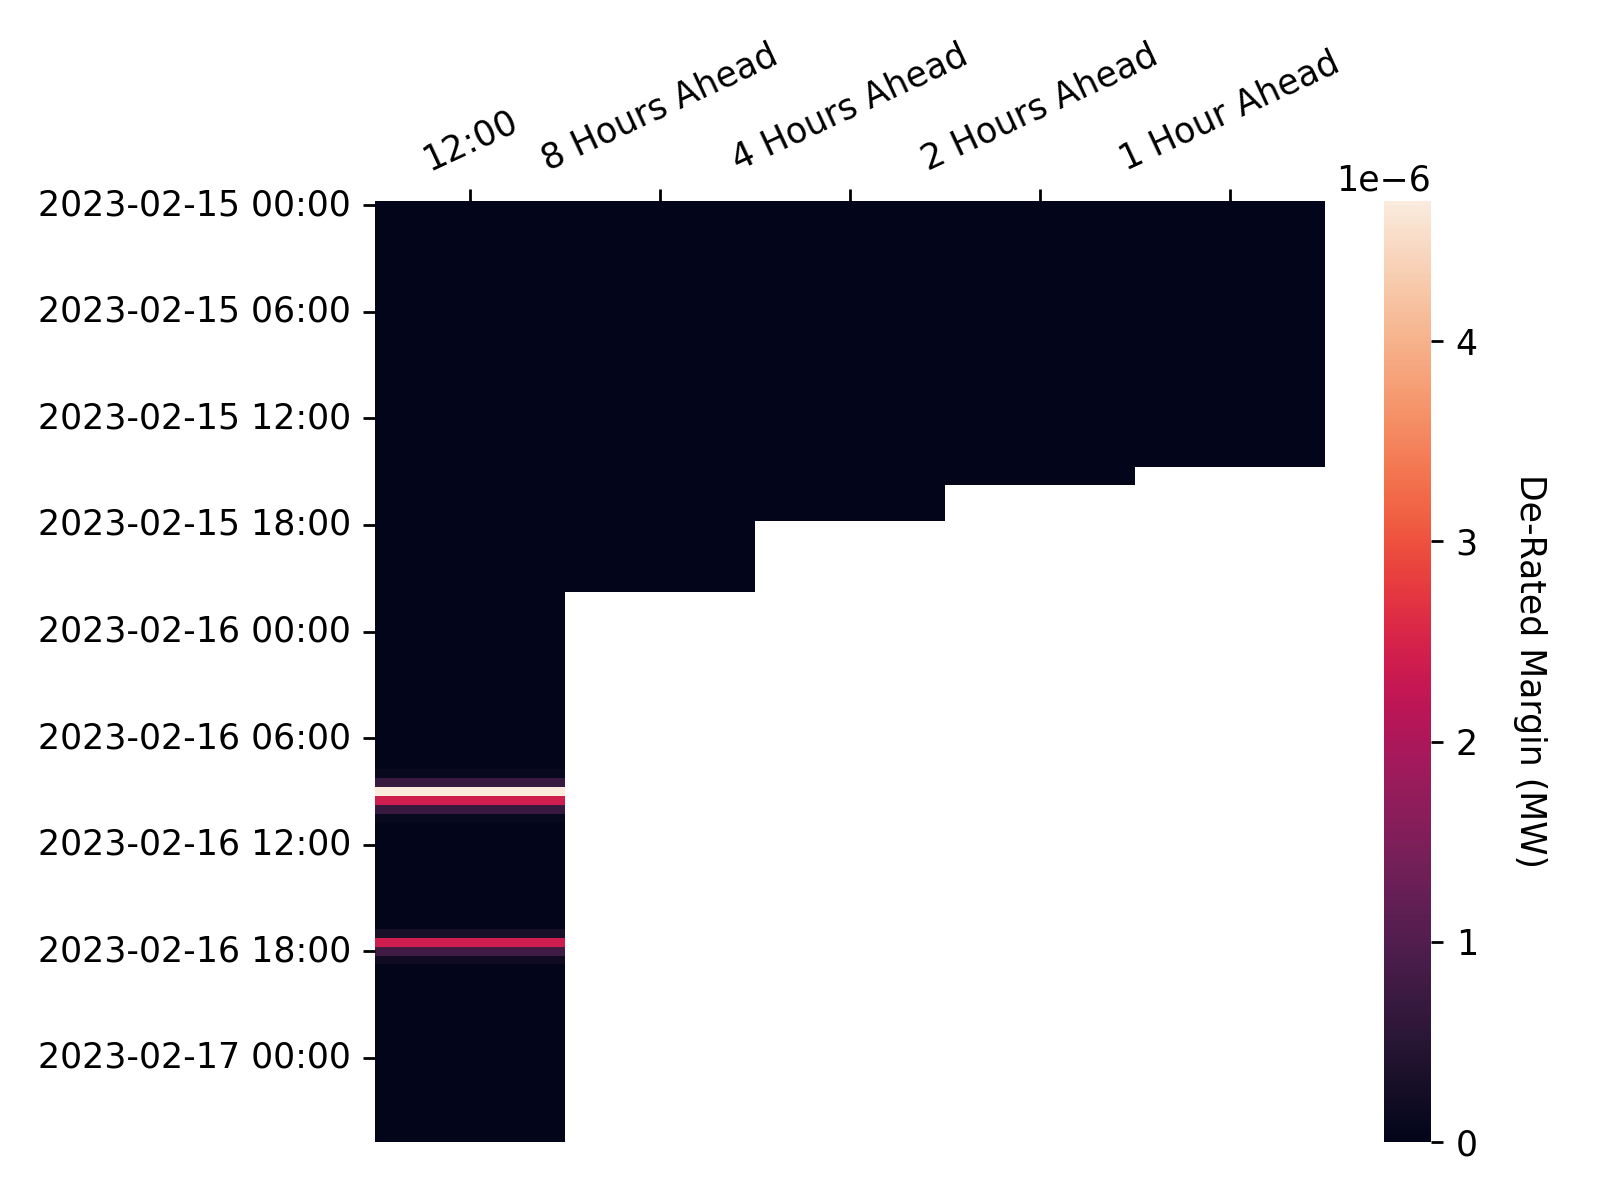 12:00
8 Hours Ahead
4 Hours Ahead
2 Hours Ahead
1 Hour Ahead
1e−6
2023-02-15 00:00
2023-02-15 06:00
2023-02-15 12:00
2023-02-15 18:00
2023-02-16 00:00
2023-02-16 06:00
2023-02-16 12:00
2023-02-16 18:00
2023-02-17 00:00
4
3
2
1
0
De-Rated Margin (MW)